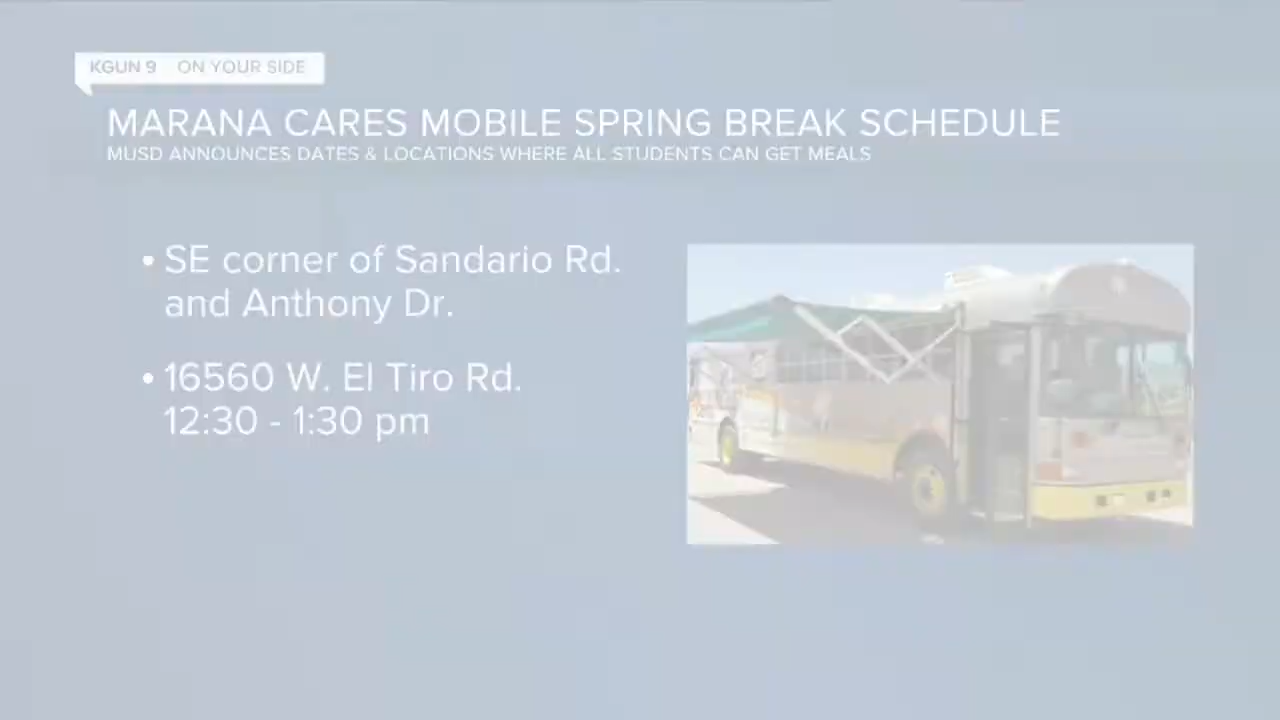 KGUN 9 ON YOUR SIDE
MARANA CARES MOBILE SPRING BREAK SCHEDULE
MUSD ANNOUNCES DATES & LOCATIONS WHERE ALL STUDENTS CAN GET MEALS
• SE corner of Sandario Rd.
and Anthony Dr.
• 16560 W. El Tiro Rd.
12:30 - 1:30 pm